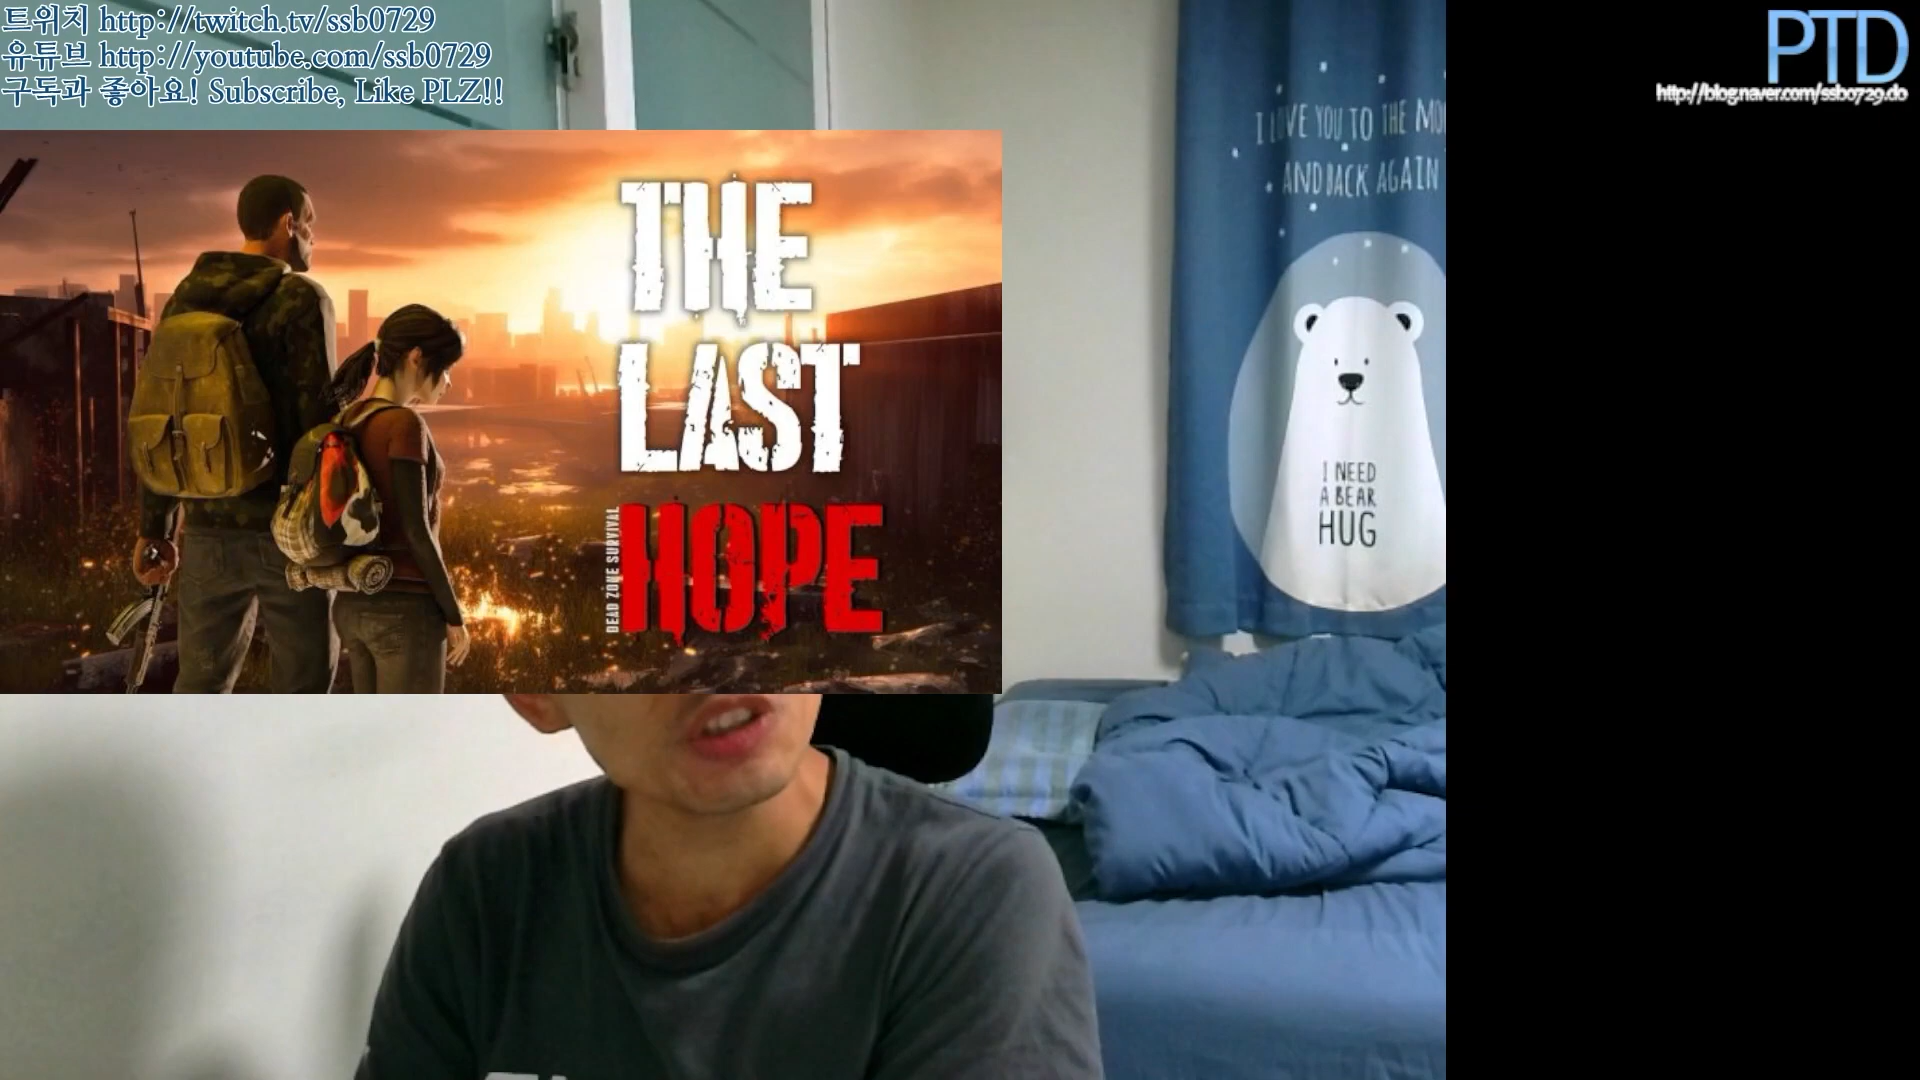 트위치 http://twitch.tv/ssb0729
유튜브 http://youtube.com/ssb0729
구독과 좋아요! Subscribe, Like PLZ!!
PTD
http://blog.naver.com/ssb0729.do
I LOVE YOU TO THE MO
AND BACK AGAIN
THE
LAST
HOPE
DEAD ZONE SURVIVAL
I NEED
A BEAR
HUG